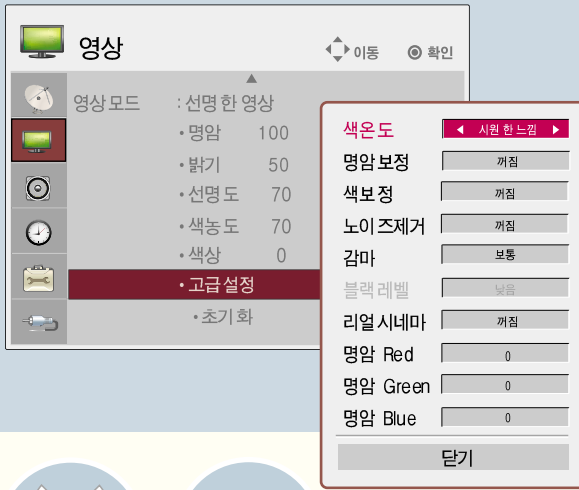 영상
이동 확인
영상모드 : 선명한 영상
• 명암 100
• 밝기 50
• 선명도 70
• 색농도 70
• 색상 0
• 고급설정
• 초기화
색온도 시원한 느낌
명암보정 꺼짐
색보정 꺼짐
노이즈제거 꺼짐
감마 보통
블랙레벨 낮음
리얼시네마 꺼짐
명암 Red 0
명암 Green 0
명암 Blue 0
닫기